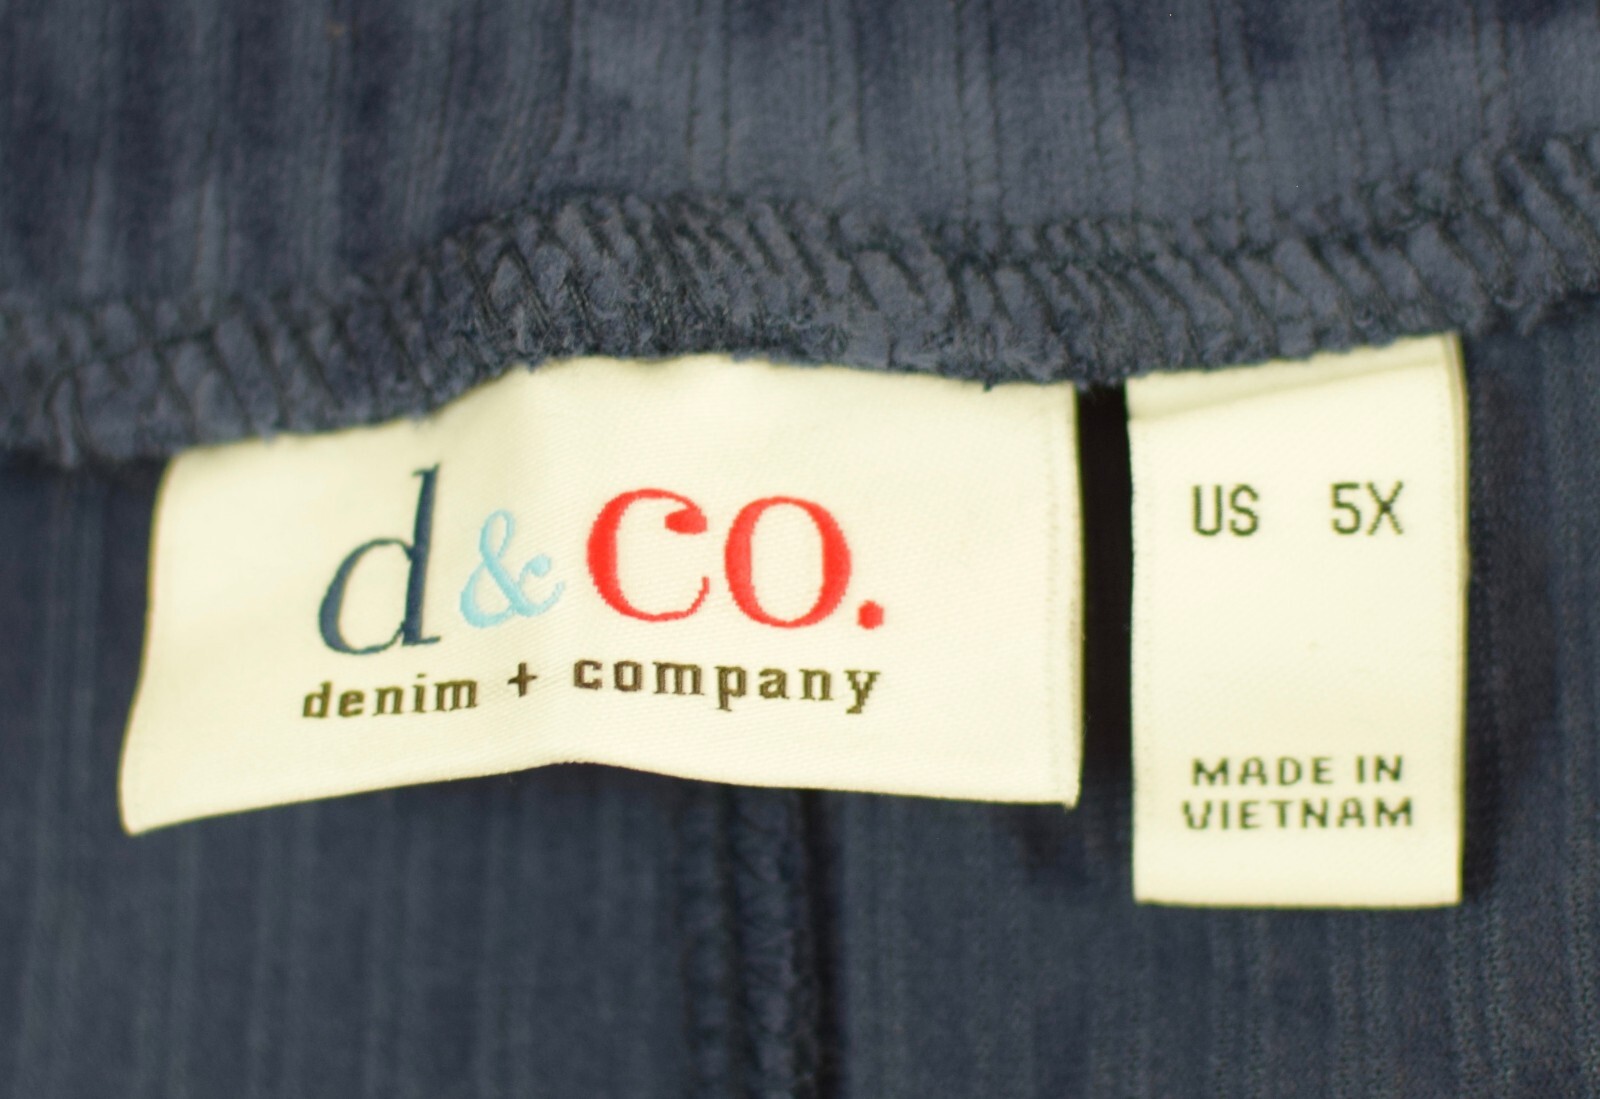 d&co.
denim + company
US 5X
MADE IN
VIETNAM